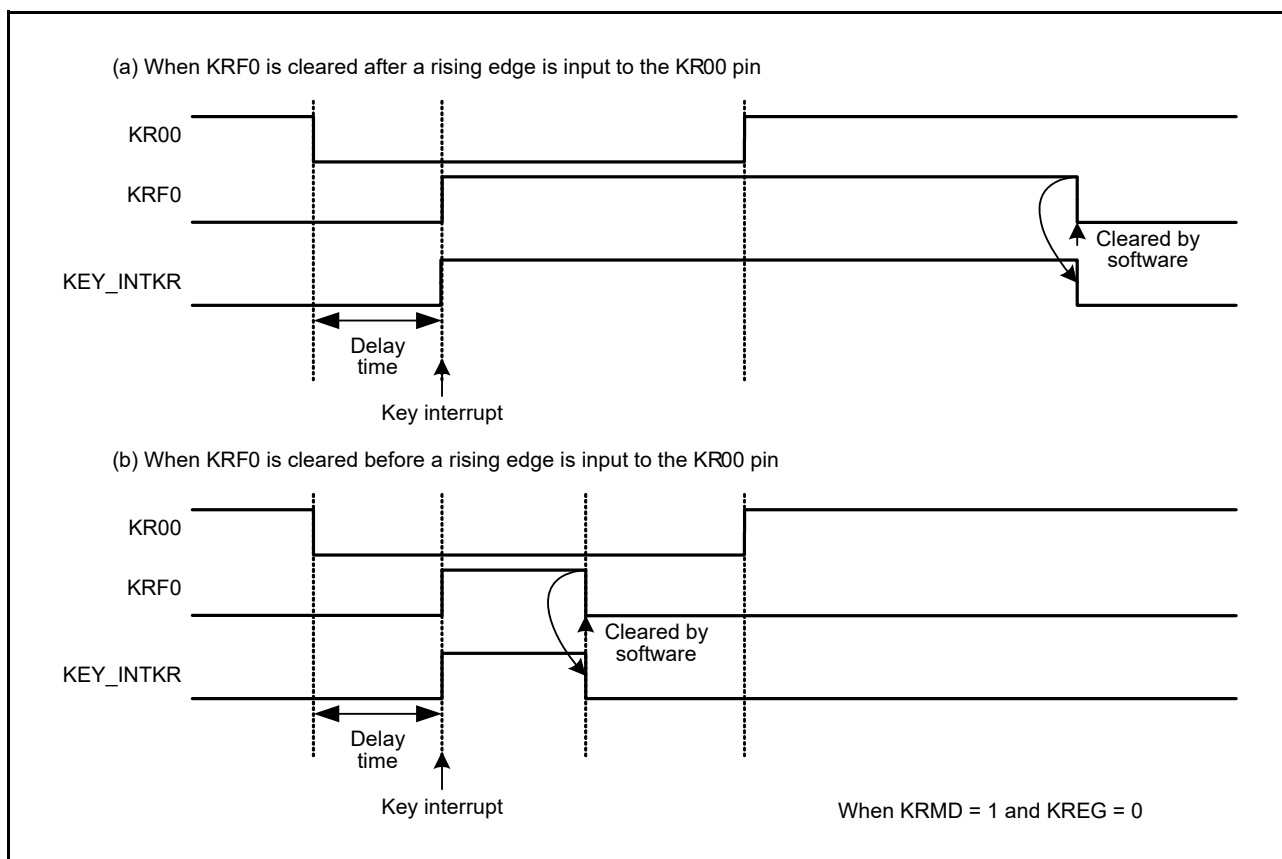 (a) When KRF0 is cleared after a rising edge is input to the KR00 pin
KR00
KRF0
Cleared by
software
KEY_INTKR
Delay
time
Key interrupt
(b) When KRF0 is cleared before a rising edge is input to the KR00 pin
KR00
KRF0
Cleared by
software
KEY_INTKR
Delay
time
Key interrupt
When KRMD = 1 and KREG = 0